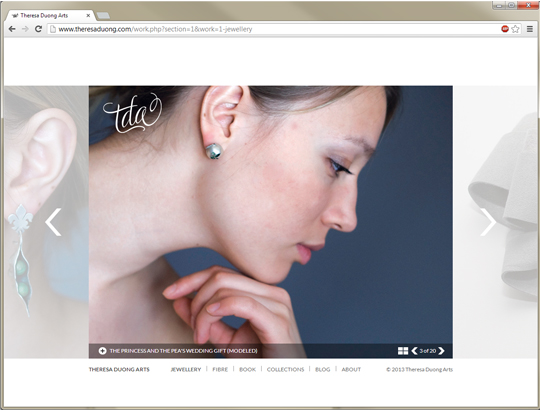 Theresa Duong Arts
www.theresaduong.com/work.php?section=1&work=1-jewellery
tda
THE PRINCESS AND THE PEA'S WEDDING GIFT (MODELED) 3 of 20
THERESA DUONG ARTS JEWELLERY | FIBRE | BOOK | COLLECTIONS | BLOG | ABOUT © 2013 Theresa Duong Arts